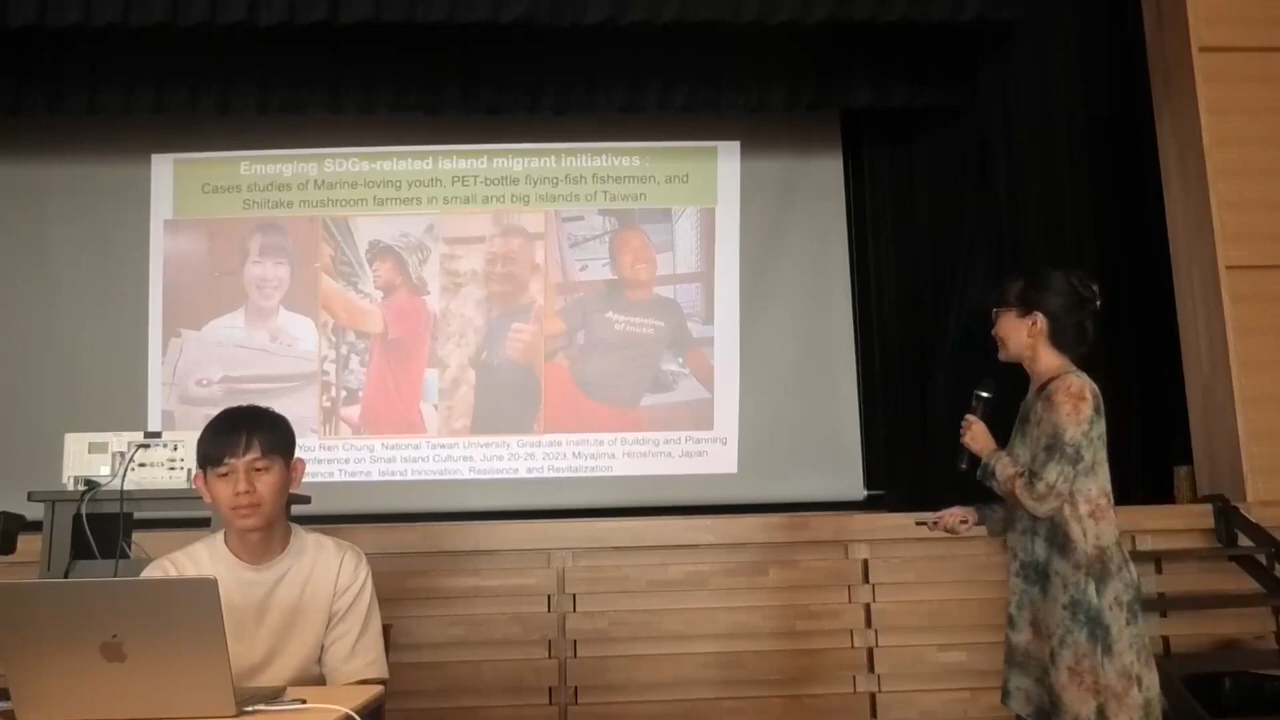 Emerging SDGs-related island migrant initiatives :
Cases studies of Marine-loving youth, PET-bottle flying-fish fishermen, and
Shiitake mushroom farmers in small and big islands of Taiwan
Appreciation
of music
You Ren Chung, National Taiwan University, Graduate Institute of Building and Planning
onference on Small Island Cultures, June 20-26, 2023, Miyajima, Hiroshima, Japan
erence Theme: Island Innovation, Resilience, and Revitalization